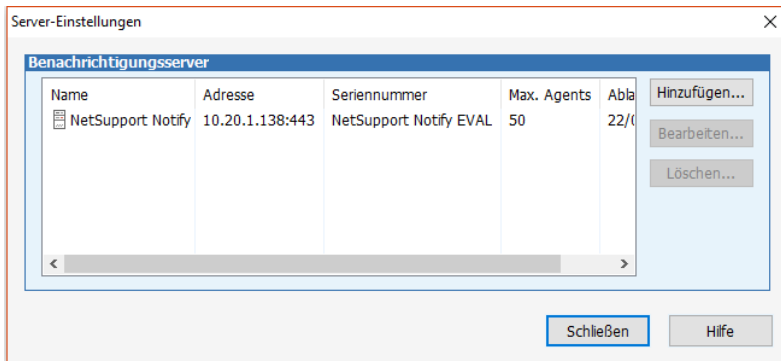 Server-Einstellungen
Benachrichtigungsserver
Name Adresse Seriennummer Max. Agents Abla
NetSupport Notify 10.20.1.138:443 NetSupport Notify EVAL 50 22/0
Hinzufügen...
Bearbeiten...
Löschen...
Schließen Hilfe